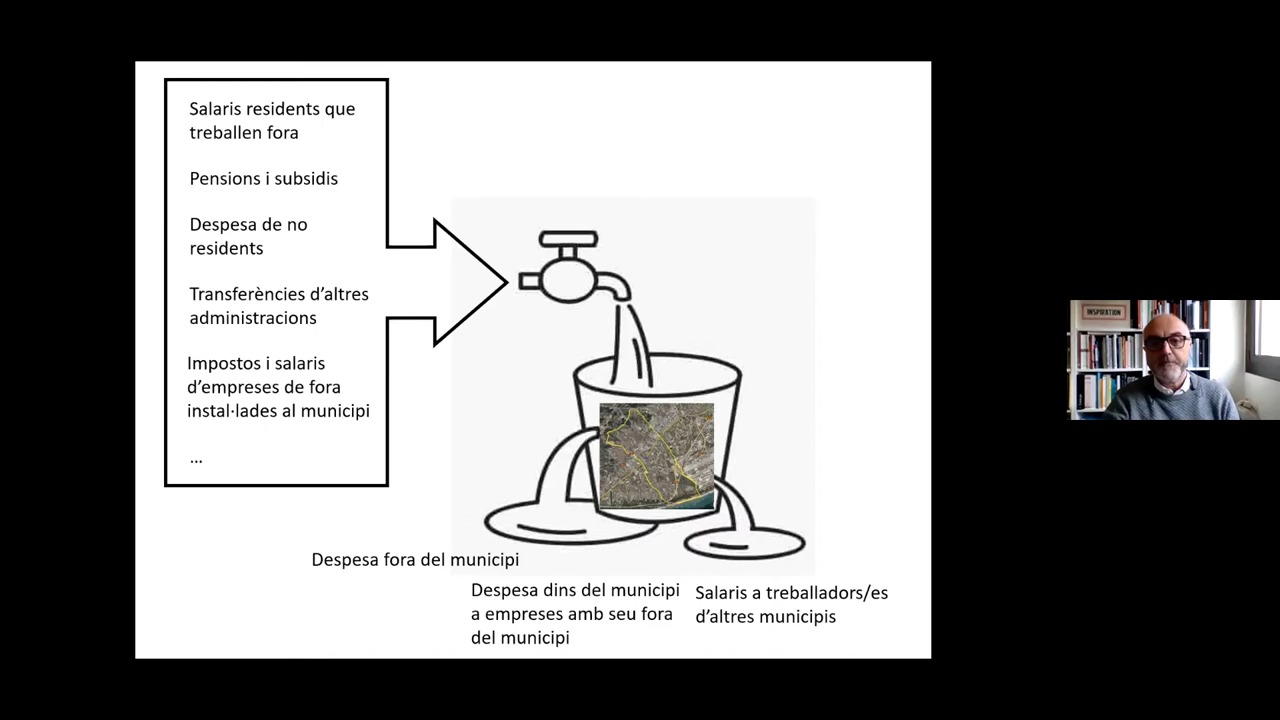 Salaris residents que
treballen fora
Pensions i subsidis
Despesa de no
residents
Transferències d’altres
administracions
Impostos i salaris
d’empreses de fora
instal·lades al municipi
...
Despesa fora del municipi
Despesa dins del municipi
a empreses amb seu fora
del municipi
Salaris a treballadors/es
d’altres municipis
INSPIRATION